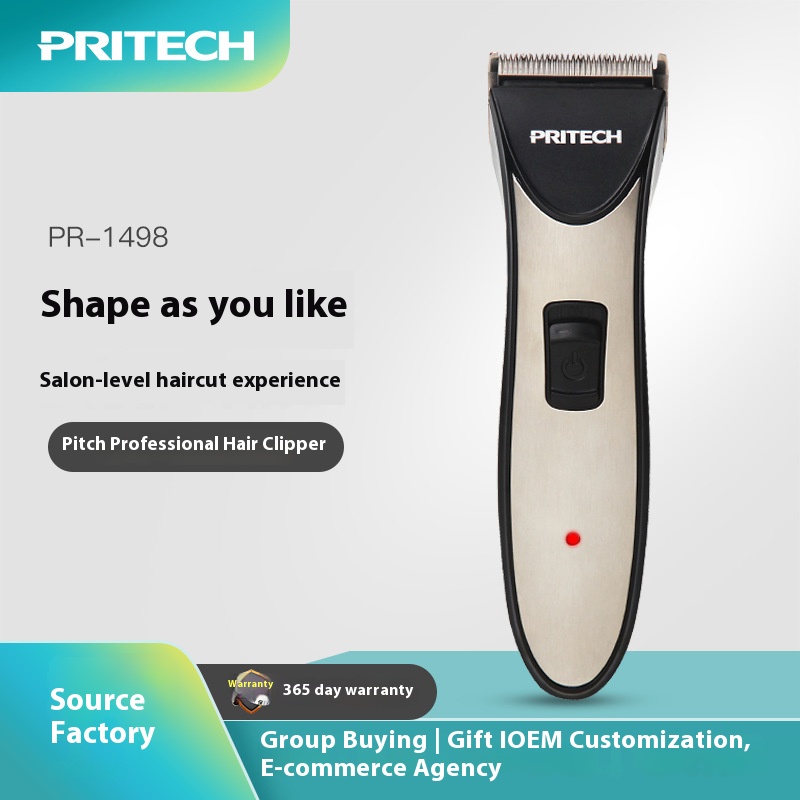 PRITECH
PRITECH
PR-1498
Shape as you like
Salon-level haircut experience
Pitch Professional Hair Clipper
Source
Factory
Warranty
365 day warranty
Group Buying | Gift IOEM Customization,
E-commerce Agency